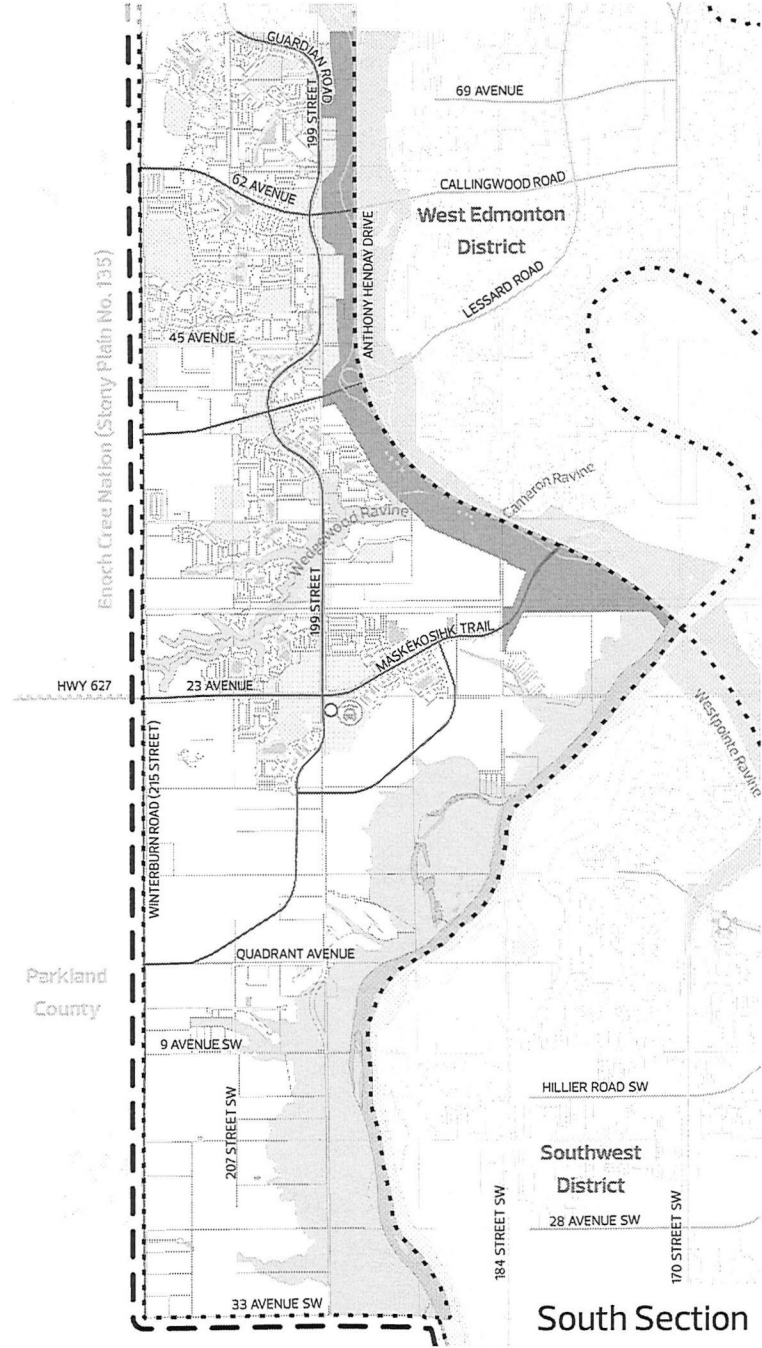 GUARDIAN ROAD
199 STREET
69 AVENUE
62 AVENUE
CALLINGWOOD ROAD
West Edmonton
District
ANTHONY HENDAY DRIVE
LESSARD ROAD
Enoch Cree Nation (Stony Plain No. 135)
45 AVENUE
Cameron Ravine
Wedgewood Ravine
199 STREET
MASKÊKOSIHK TRAIL
HWY 627
23 AVENUE
WINTERBURN ROAD (215 STREET)
Westpointe Ravine
QUADRANT AVENUE
Parkland
County
9 AVENUE SW
207 STREET SW
HILLIER ROAD SW
Southwest
District
184 STREET SW
28 AVENUE SW
170 STREET SW
33 AVENUE SW
South Section